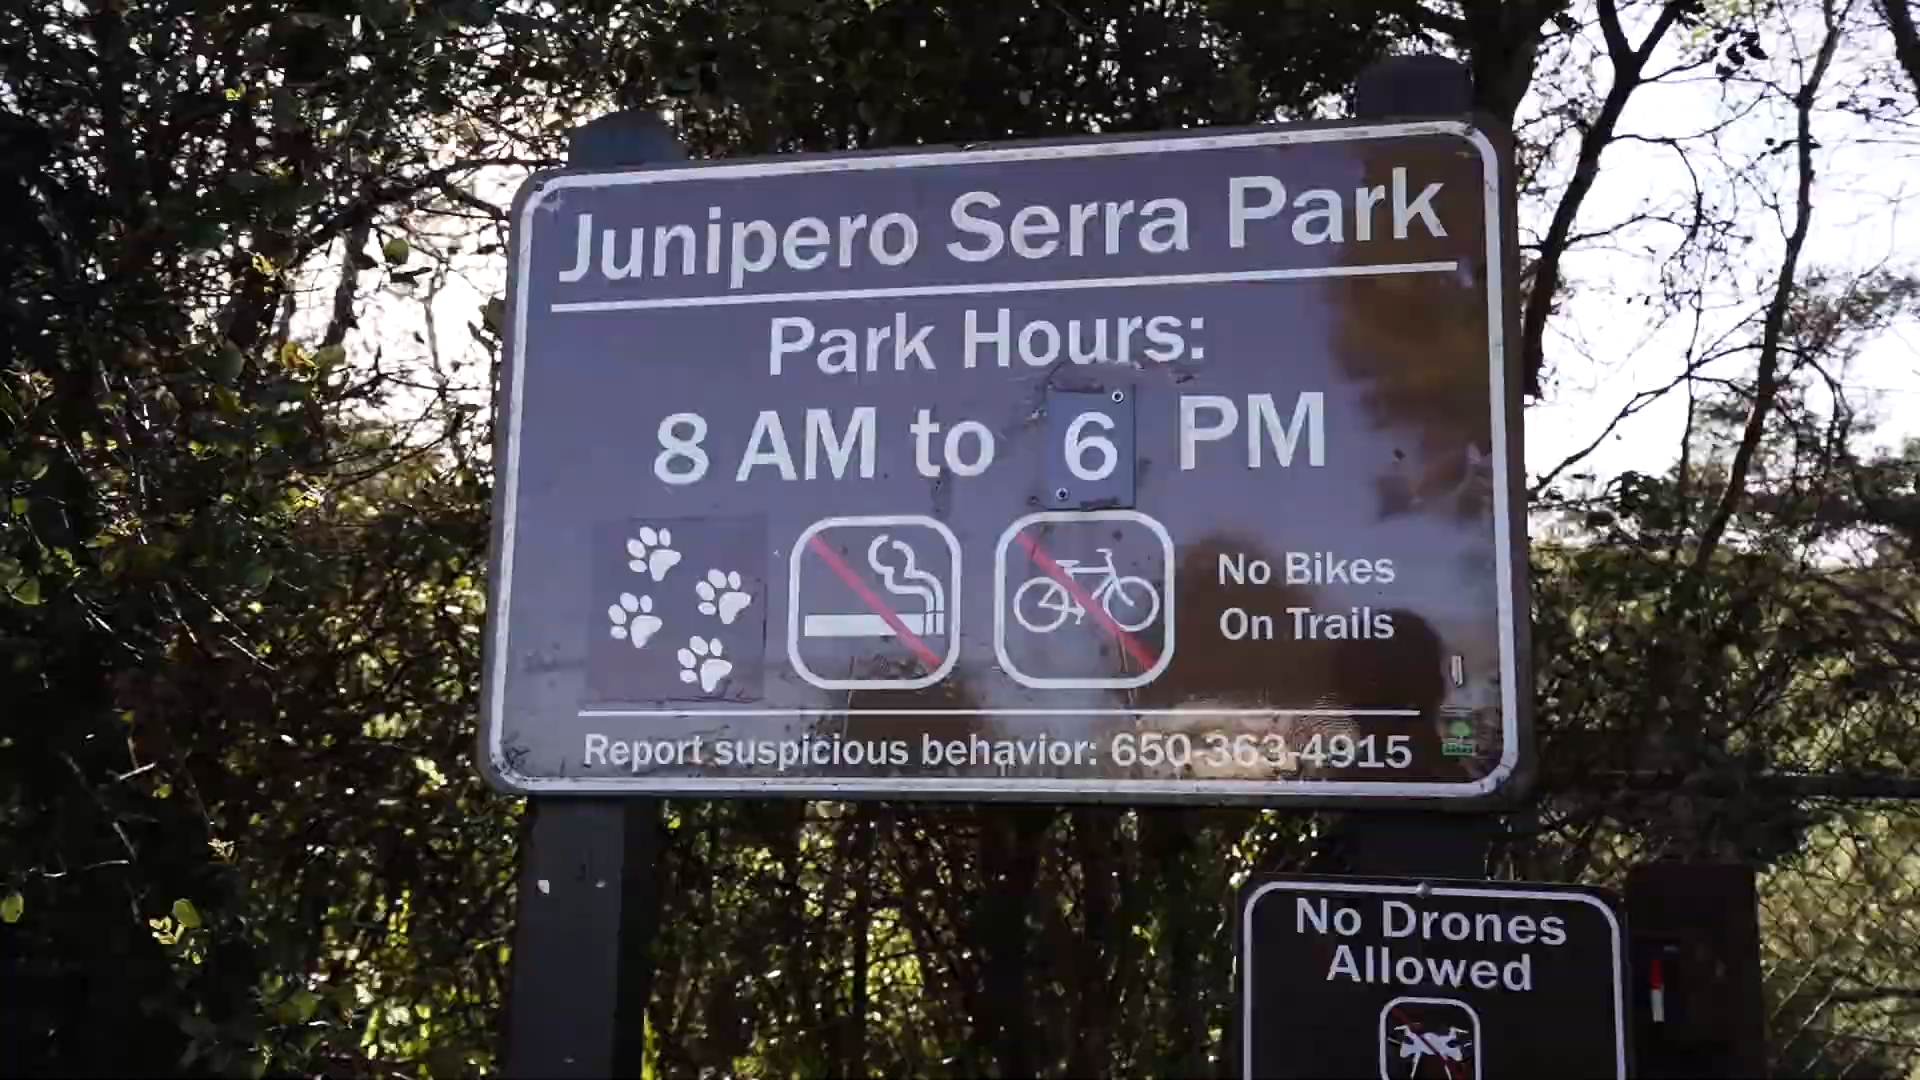 Junipero Serra Park
Park Hours:
8 AM to 6 PM
No Bikes
On Trails
Report suspicious behavior: 650-363-4915
No Drones
Allowed